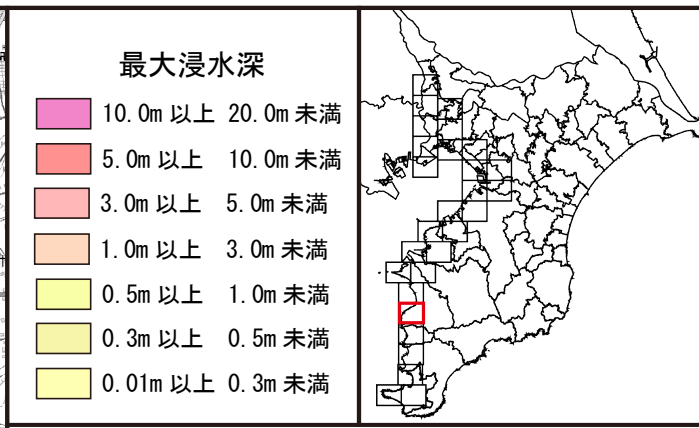 最大浸水深
10.0m 以上 20.0m 未満
5.0m 以上 10.0m 未満
3.0m 以上 5.0m 未満
1.0m 以上 3.0m 未満
0.5m 以上 1.0m 未満
0.3m 以上 0.5m 未満
0.01m 以上 0.3m 未満